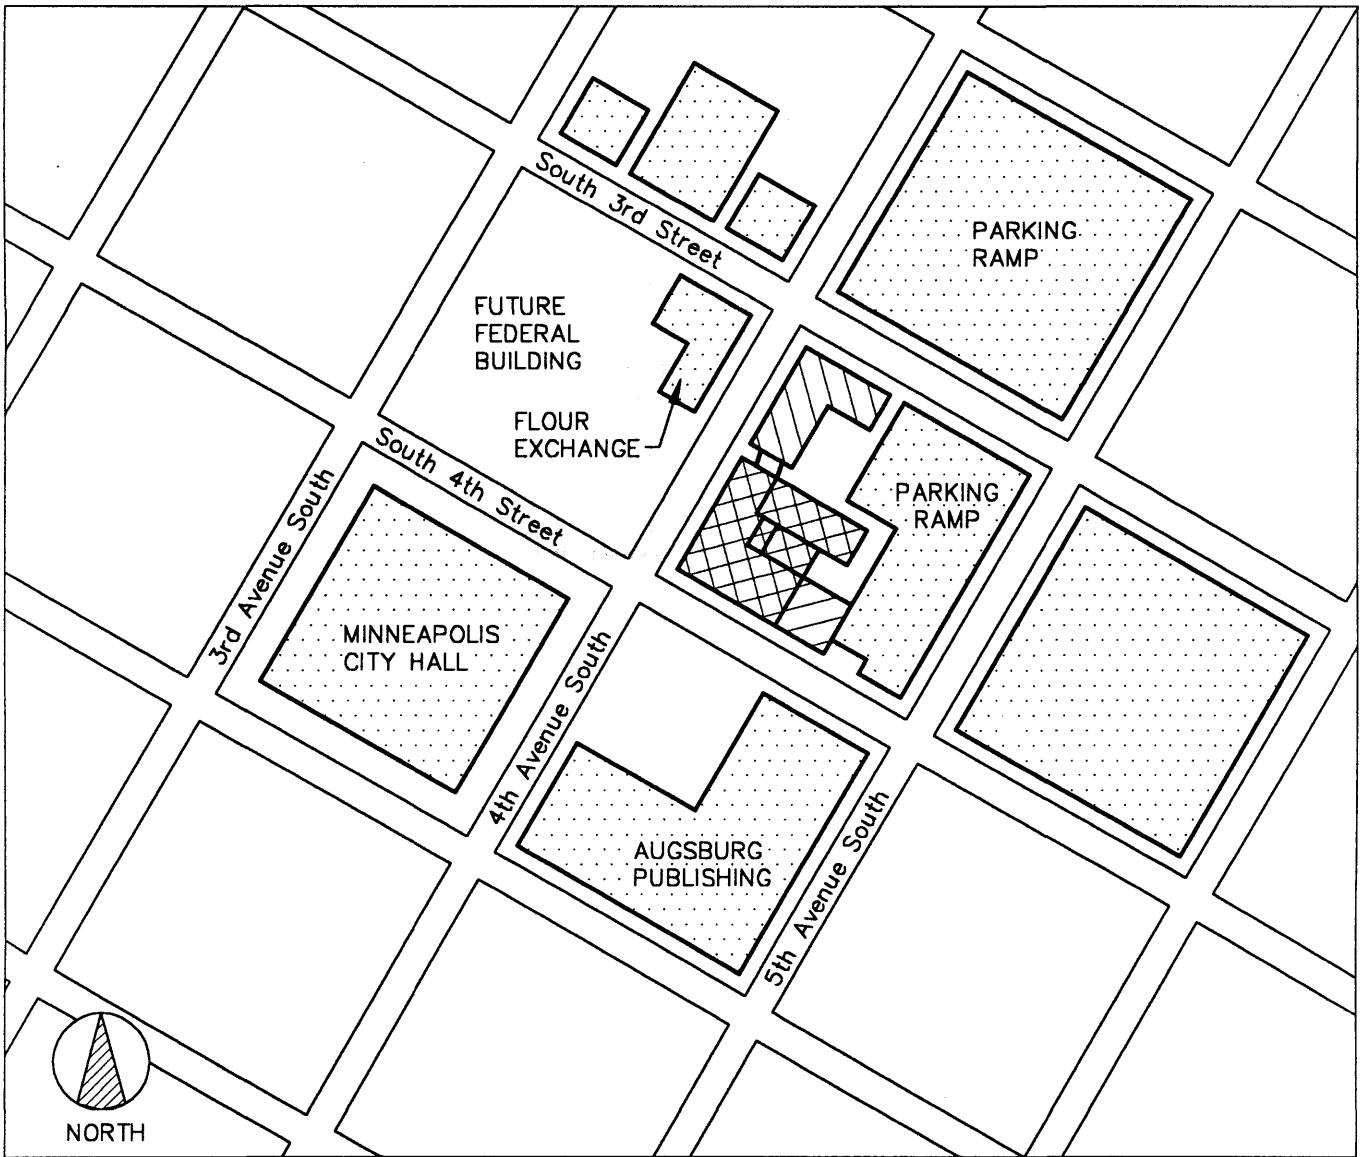 South 3rd Street
PARKING
RAMP
FUTURE
FEDERAL
BUILDING
FLOUR
EXCHANGE
South 4th Street
PARKING
RAMP
3rd Avenue South
MINNEAPOLIS
CITY HALL
4th Avenue South
AUGSBURG
PUBLISHING
5th Avenue South
NORTH